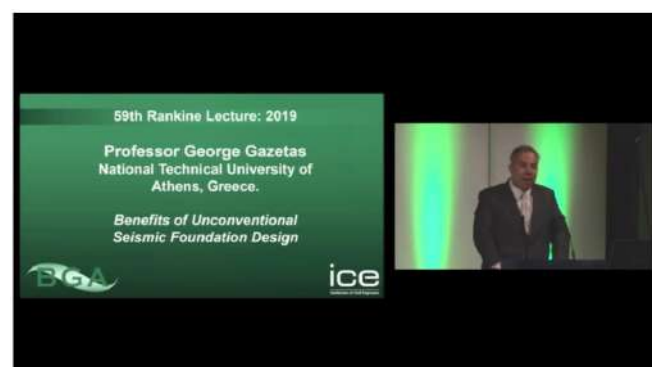 59th Rankine Lecture: 2019
Professor George Gazetas
National Technical University of
Athens, Greece.
Benefits of Unconventional
Seismic Foundation Design
BGA
ice